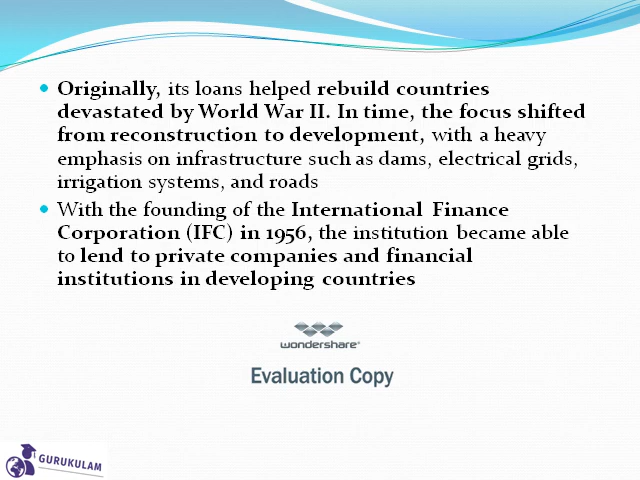 Originally, its loans helped rebuild countries
devastated by World War II. In time, the focus shifted
from reconstruction to development, with a heavy
emphasis on infrastructure such as dams, electrical grids,
irrigation systems, and roads
With the founding of the International Finance
Corporation (IFC) in 1956, the institution became able
to lend to private companies and financial
institutions in developing countries
wondershare
Evaluation Copy
GURUKULAM